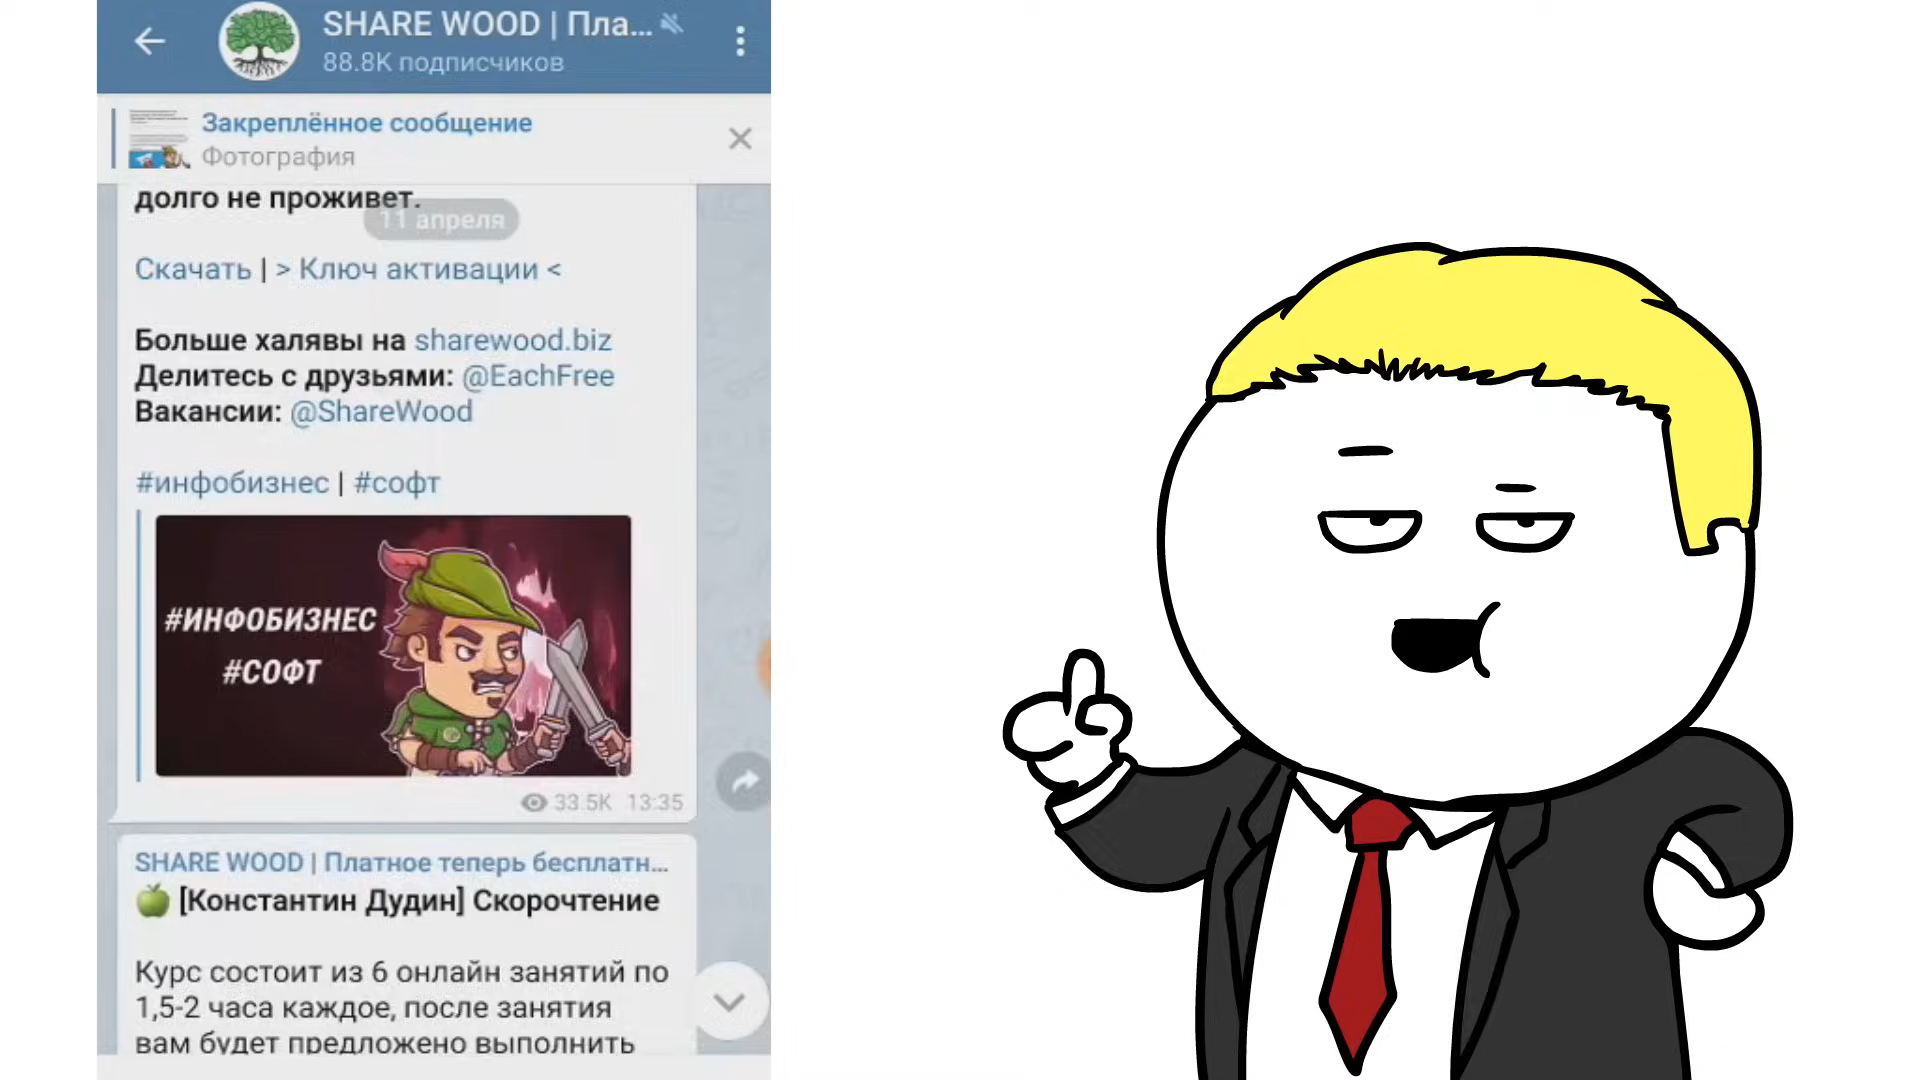 SHARE WOOD | Пла...
88.8K подписчиков
Закреплённое сообщение
Фотография
долго не проживет.
11 апреля
Скачать | > Ключ активации <
Больше халявы на sharewood.biz
Делитесь с друзьями: @EachFree
Вакансии: @ShareWood
#инфобизнес | #софт
#ИНФОБИЗНЕС
#СОФТ
33.5K 13:35
SHARE WOOD | Платное теперь бесплатн...
🍏 [Константин Дудин] Скорочтение
Курс состоит из 6 онлайн занятий по
1,5-2 часа каждое, после занятия
вам будет предложено выполнить